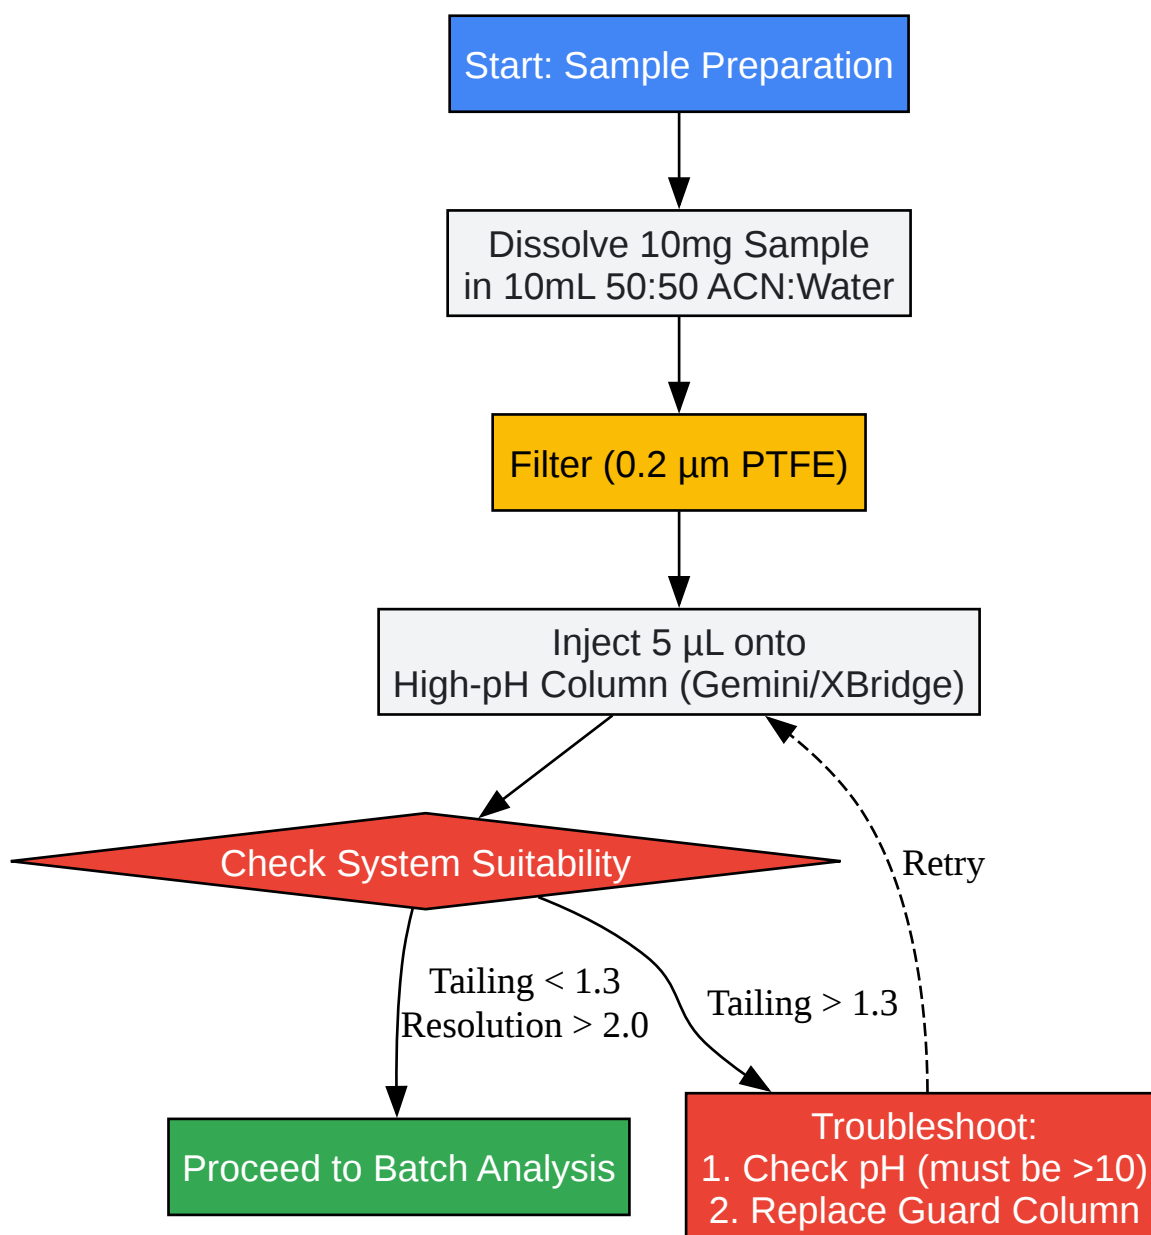 Start: Sample Preparation
Dissolve 10mg Sample
in 10mL 50:50 ACN:Water
Filter (0.2 µm PTFE)
Inject 5 µL onto
High-pH Column (Gemini/XBridge)
Check System Suitability
Retry
Tailing < 1.3
Resolution > 2.0
Tailing > 1.3
Proceed to Batch Analysis
Troubleshoot:
1. Check pH (must be >10)
2. Replace Guard Column